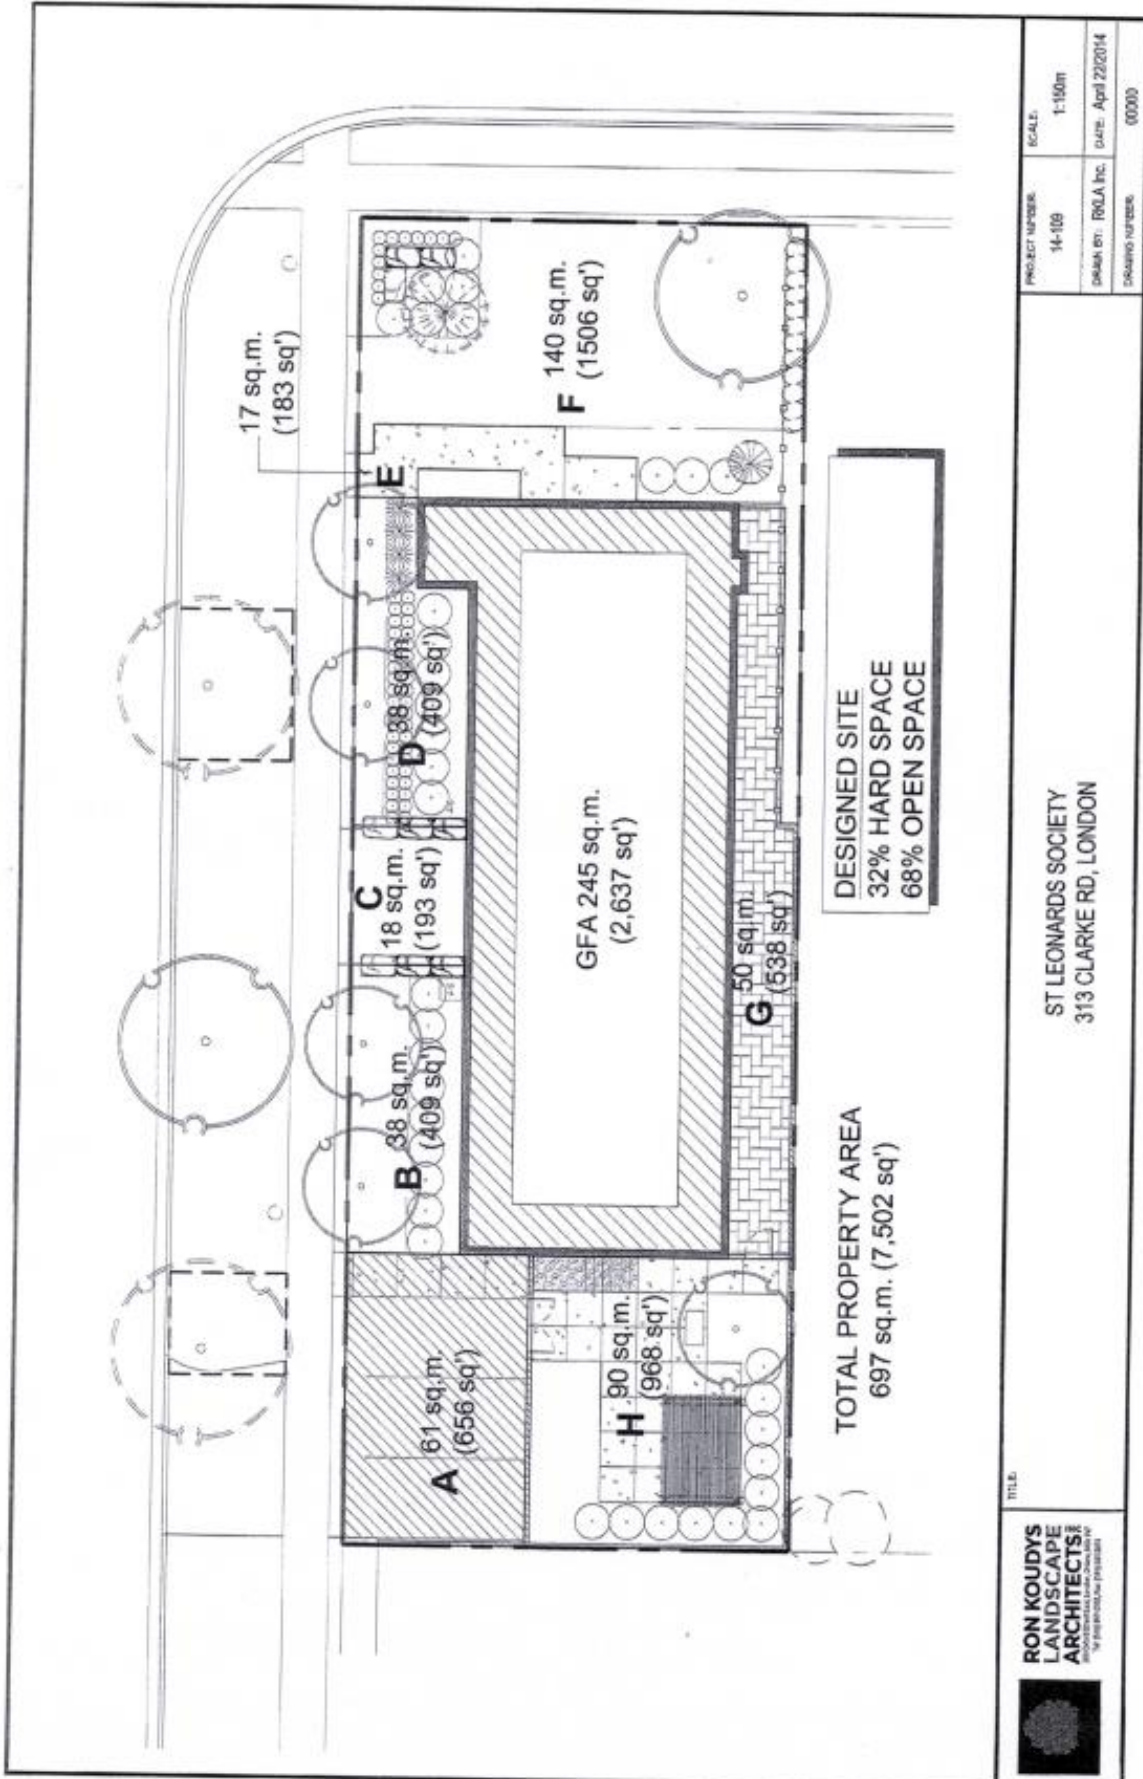 17 sq.m.
(183 sq')
E
140 sq.m.
(1506 sq')
F
D
38 sq.m.
(409 sq')
C
18 sq.m.
(193 sq')
B
38 sq.m.
(409 sq')
A
61 sq.m.
(656 sq')
GFA 245 sq.m.
(2,637 sq')
G
50 sq.m.
(538 sq')
H
90 sq.m.
(968 sq')
DESIGNED SITE
32% HARD SPACE
68% OPEN SPACE
TOTAL PROPERTY AREA
697 sq.m. (7,502 sq')
RON KOUDYS
LANDSCAPE
ARCHITECTS
TITLE:
ST LEONARDS SOCIETY
313 CLARKE RD, LONDON
PROJECT NUMBER:
14-109
SCALE:
1:150m
DRAWN BY: RKLA Inc.
DATE: April 22/2014
DRAWING NUMBER:
00000